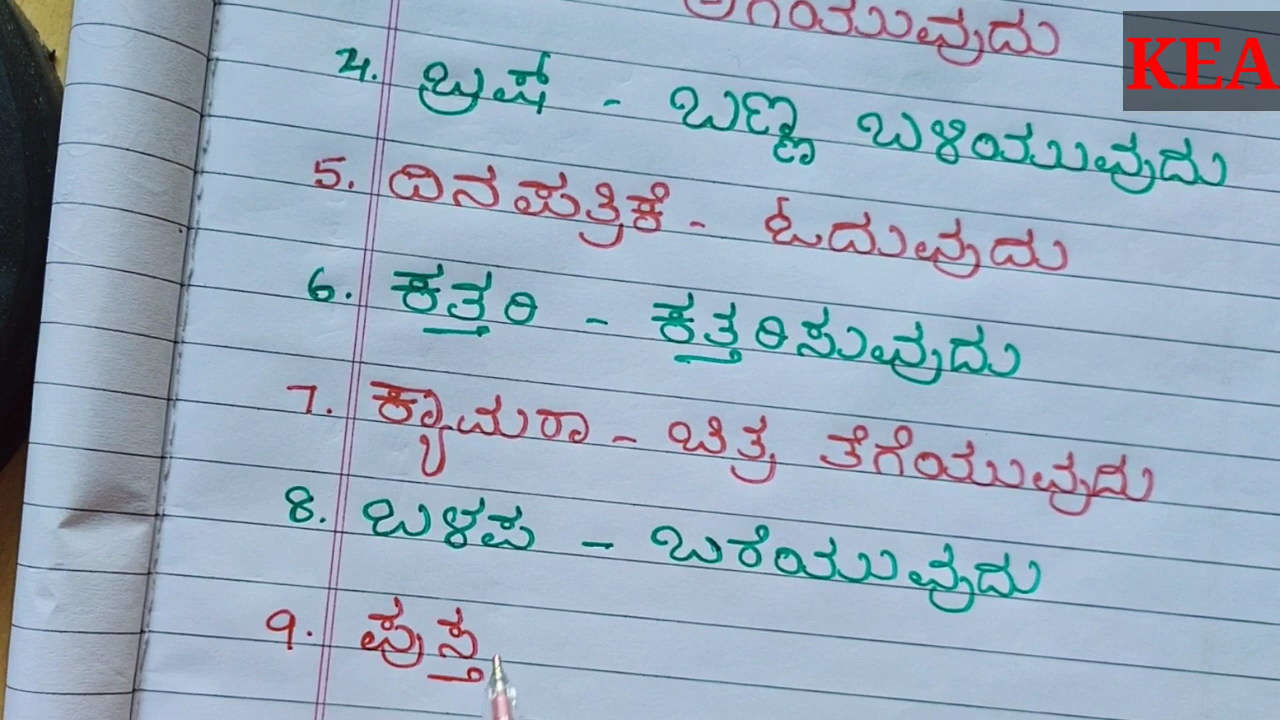 ಅಗೆಯುವುದು
KEA
4. ಬ್ರಷ್ - ಬಣ್ಣ ಬಳಿಯುವುದು
5. ದಿನಪತ್ರಿಕೆ - ಓದುವುದು
6. ಕತ್ತರಿ - ಕತ್ತರಿಸುವುದು
7. ಕ್ಯಾಮರಾ - ಚಿತ್ರ ತೆಗೆಯುವುದು
8. ಬಳಪ - ಬರೆಯುವುದು
9. ಪುಸ್ತ